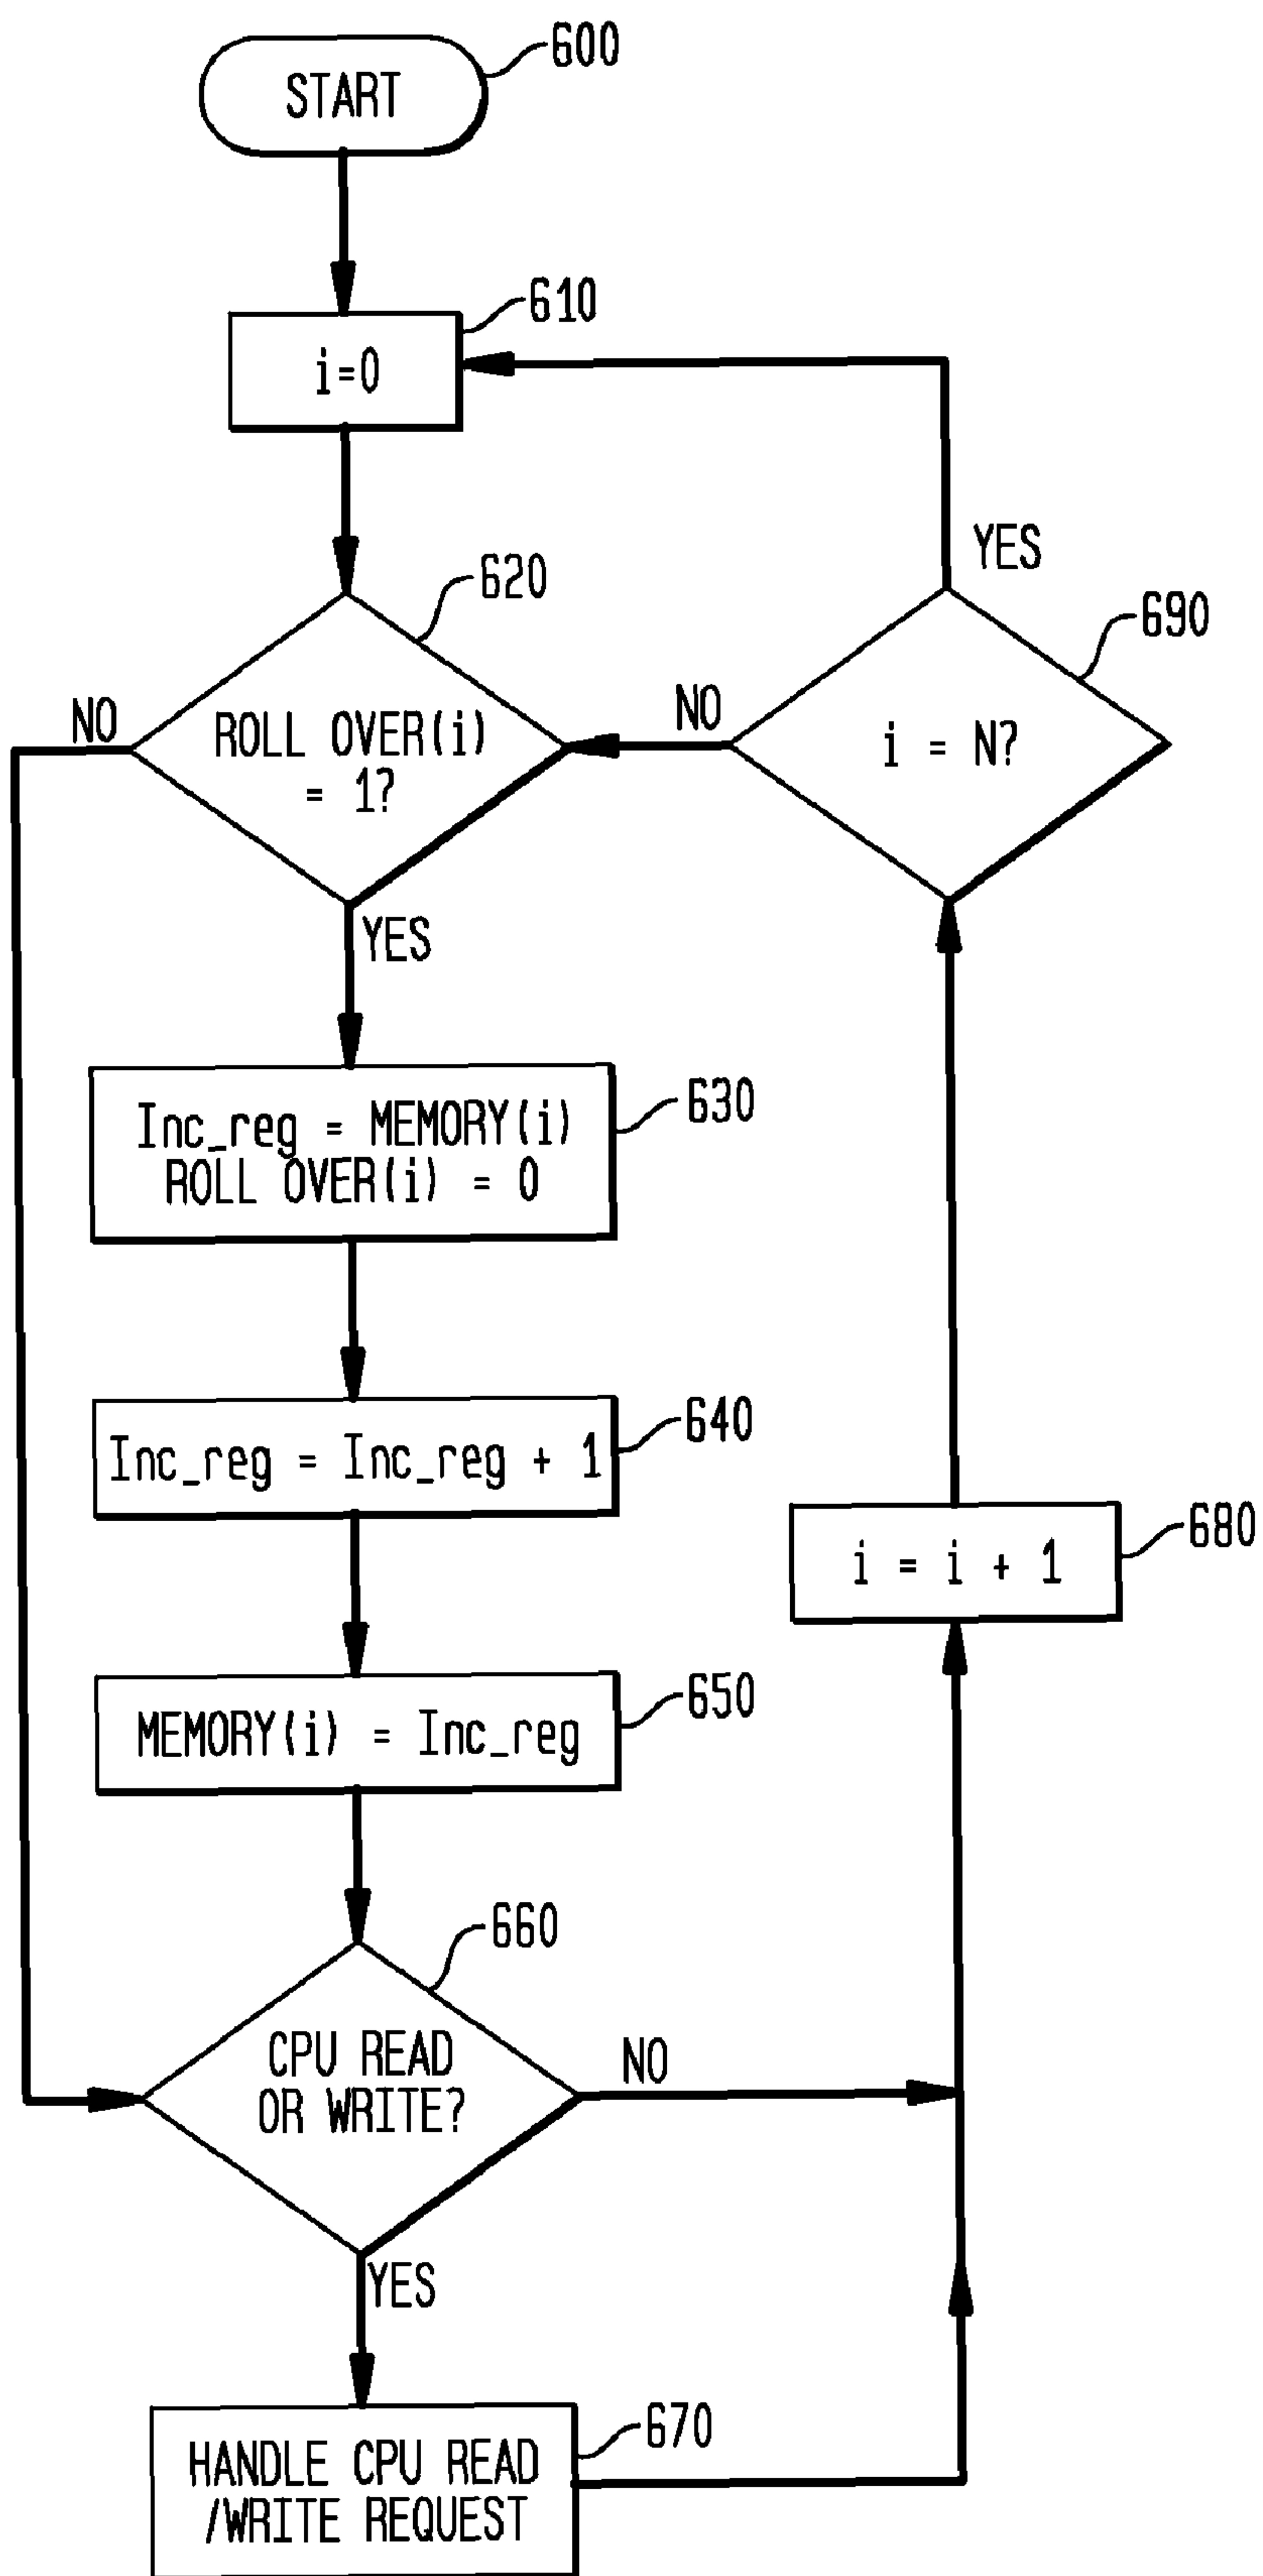 START
600
i=0
610
ROLL OVER(i)
= 1?
620
NO
YES
i = N?
690
NO
YES
Inc_reg = MEMORY(i)
ROLL OVER(i) = 0
630
Inc_reg = Inc_reg + 1
640
MEMORY(i) = Inc_reg
650
i = i + 1
680
CPU READ
OR WRITE?
660
NO
YES
HANDLE CPU READ
/WRITE REQUEST
670